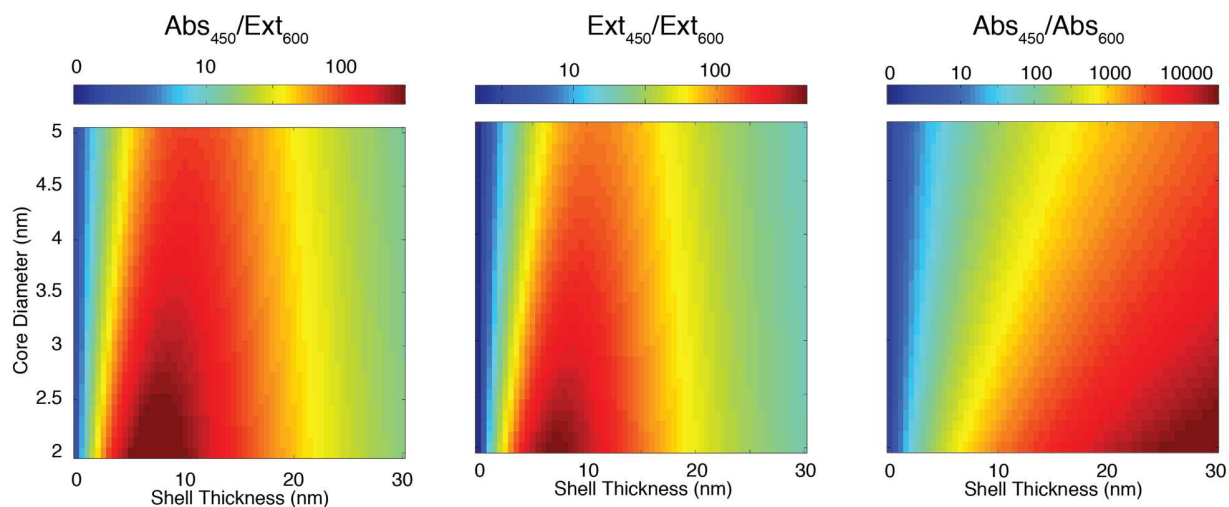 Abs450/Ext600
Ext450/Ext600
Abs450/Abs600
0 10 100
10 100
0 10 100 1000 10000
Core Diameter (nm)
5
4.5
4
3.5
3
2.5
2
0 10 20 30
0 10 20 30
0 10 20 30
Shell Thickness (nm)
Shell Thickness (nm)
Shell Thickness (nm)